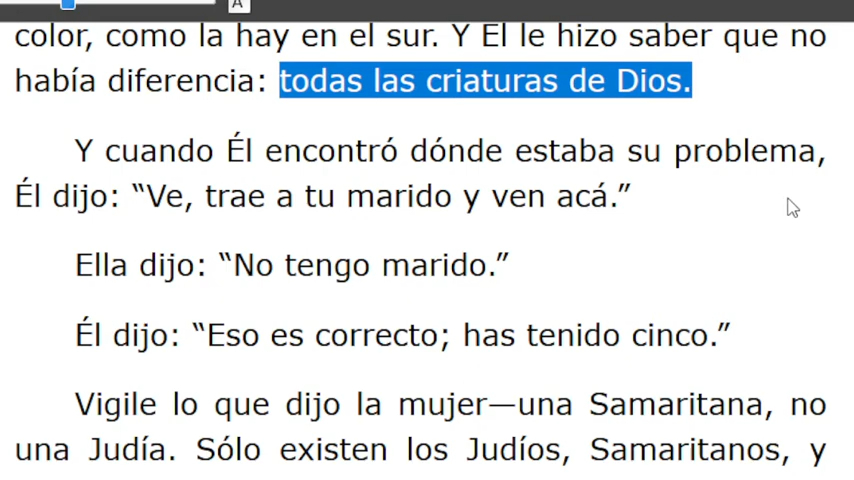 A
color, como la hay en el sur. Y Él le hizo saber que no
había diferencia: todas las criaturas de Dios.
Y cuando Él encontró dónde estaba su problema,
Él dijo: “Ve, trae a tu marido y ven acá.”
Ella dijo: “No tengo marido.”
Él dijo: “Eso es correcto; has tenido cinco.”
Vigile lo que dijo la mujer—una Samaritana, no
una Judía. Sólo existen los Judíos, Samaritanos, y